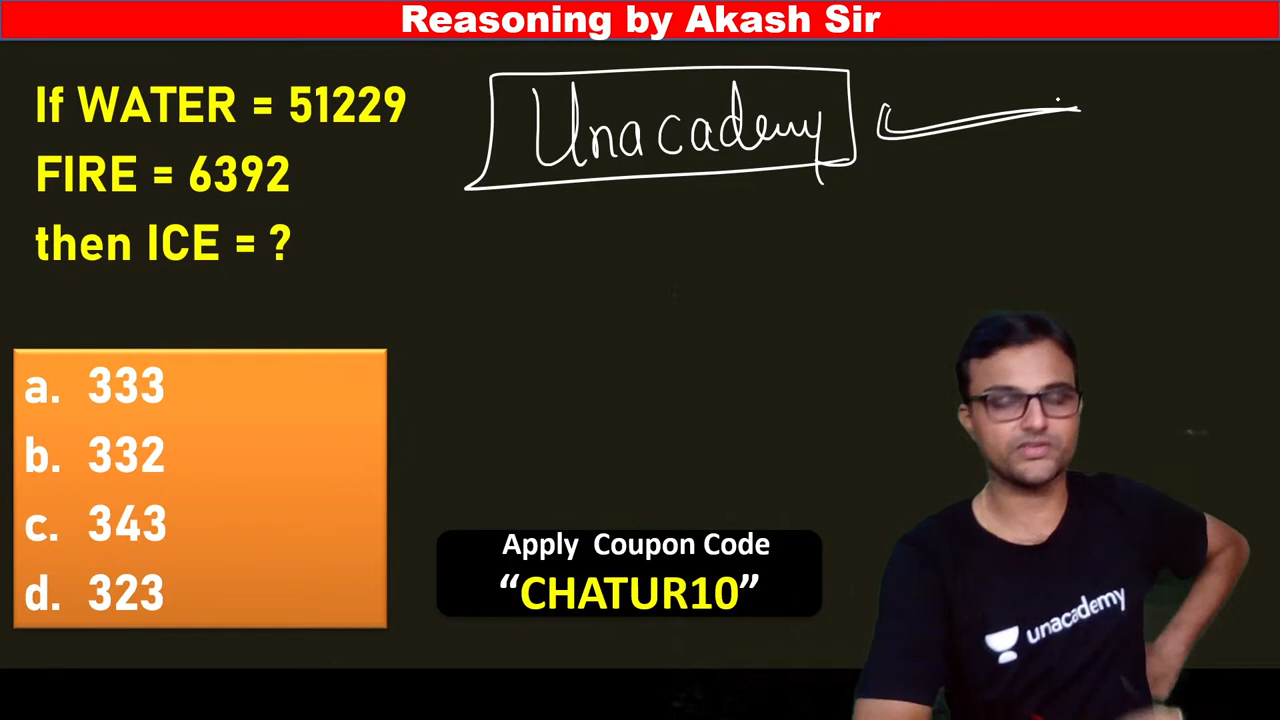 Reasoning by Akash Sir
If WATER = 51229
FIRE = 6392
then ICE = ?
Unacademy
a. 333
b. 332
c. 343
d. 323
Apply Coupon Code
“CHATUR10”
unacademy